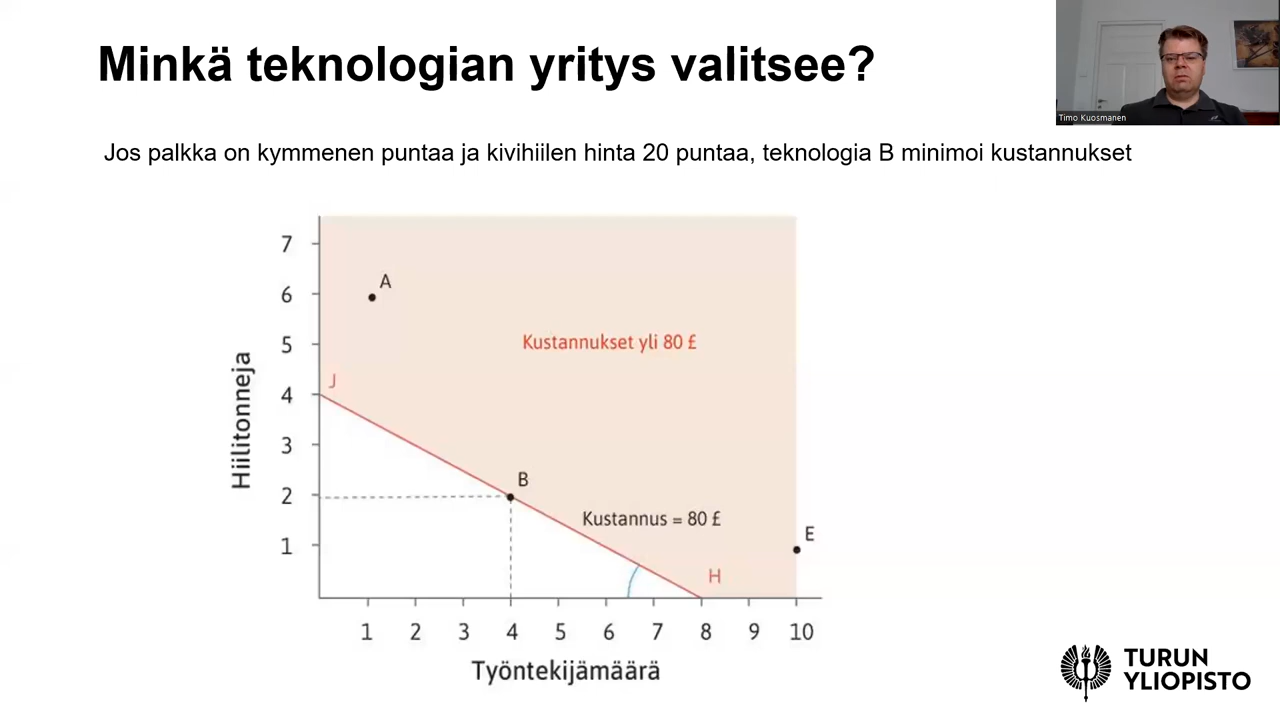 Minkä teknologian yritys valitsee?
Timo Kuosmanen
Jos palkka on kymmenen puntaa ja kivihiilen hinta 20 puntaa, teknologia B minimoi kustannukset
7
A
6
Kustannukset yli 80 £
5
J
4
Hiilitonneja
3
B
2
Kustannus = 80 £
E
1
H
1 2 3 4 5 6 7 8 9 10
Työntekijämäärä
TURUN
YLIOPISTO